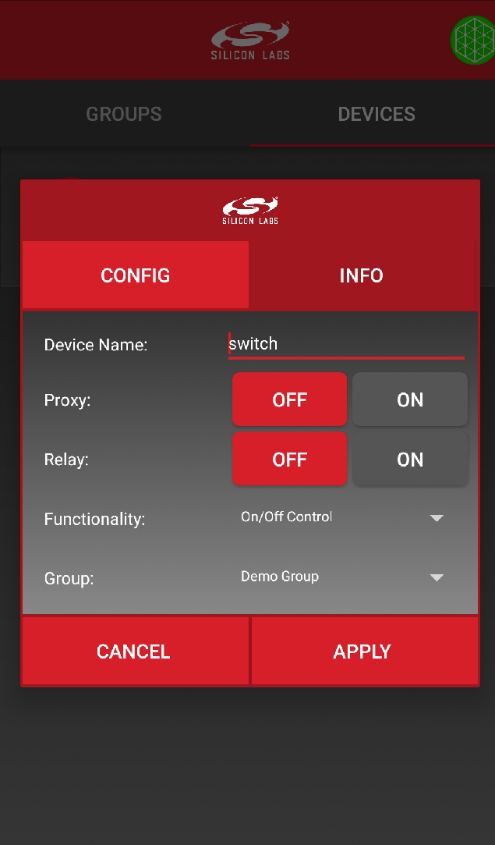 SILICON LABS
GROUPS DEVICES
SILICON LABS
CONFIG INFO
Device Name: switch
Proxy: OFF ON
Relay: OFF ON
Functionality: On/Off Control
Group: Demo Group
CANCEL APPLY